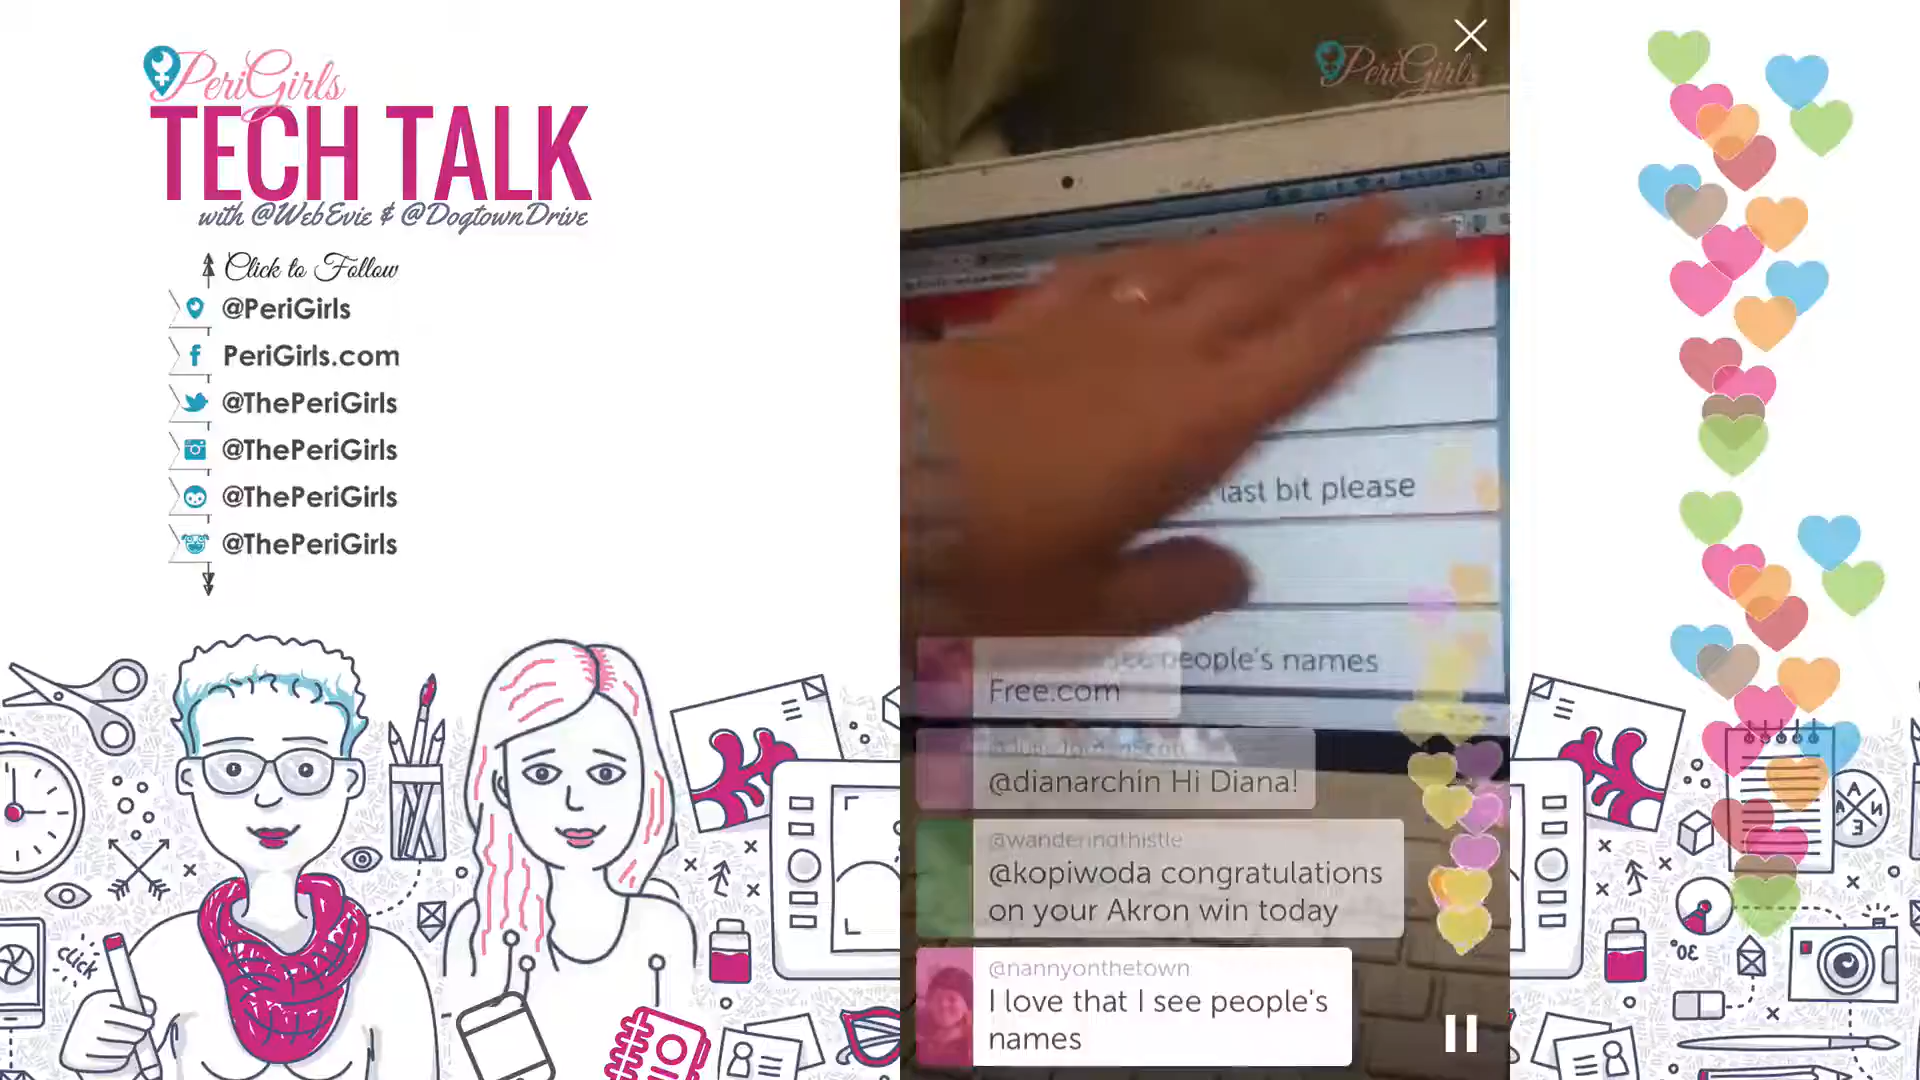 PeriGirls
TECH TALK
with @WebEvie & @DogtownDrive
Click to Follow
@PeriGirls
PeriGirls.com
@ThePeriGirls
@ThePeriGirls
@ThePeriGirls
@ThePeriGirls
CLICK
PeriGirls
last bit please
see people's names
Free.com
@dianarchin Hi Diana!
@wanderingthistle
@kopiwoda congratulations
on your Akron win today
@nannyonthetown
I love that I see people's
names
30°